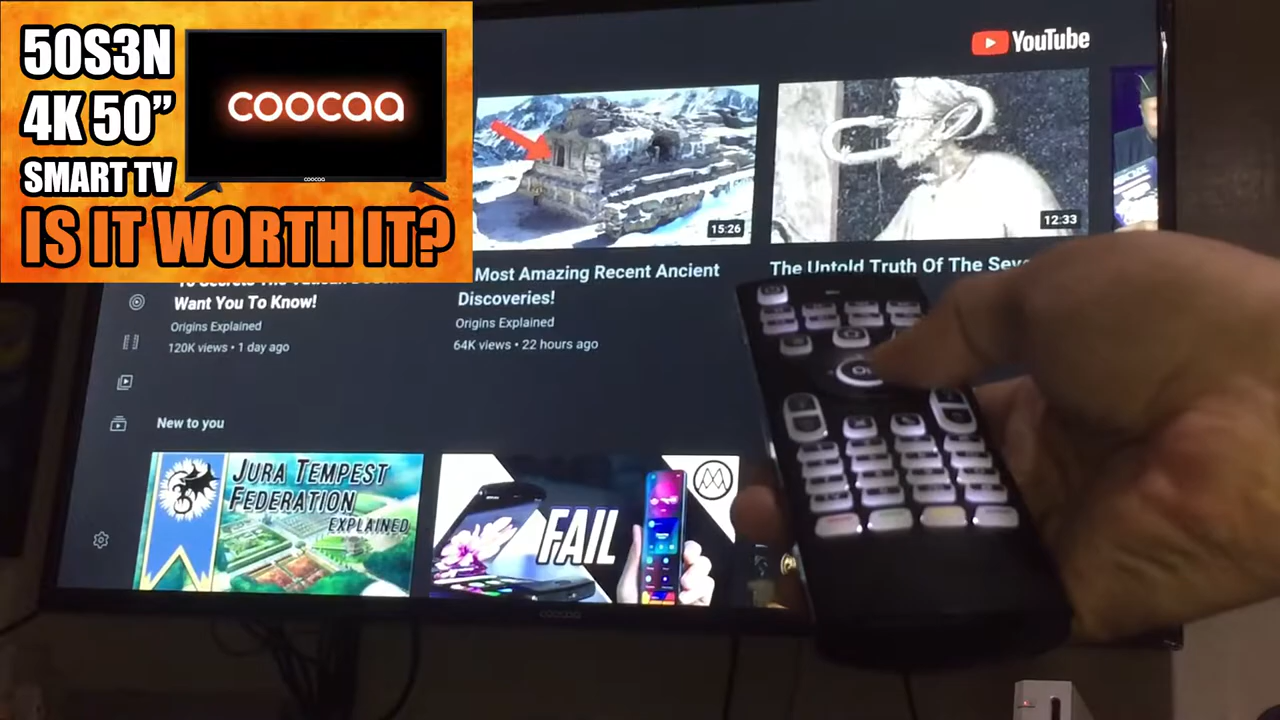 50S3N
4K 50”
SMART TV
IS IT WORTH IT?
coocaa
coocaa
YouTube
15:26
12:33
Want You To Know!
Origins Explained
120K views • 1 day ago
Most Amazing Recent Ancient
Discoveries!
Origins Explained
64K views • 22 hours ago
The Untold Truth Of The
New to you
JURA TEMPEST
FEDERATION
EXPLAINED
FAIL
coocaa